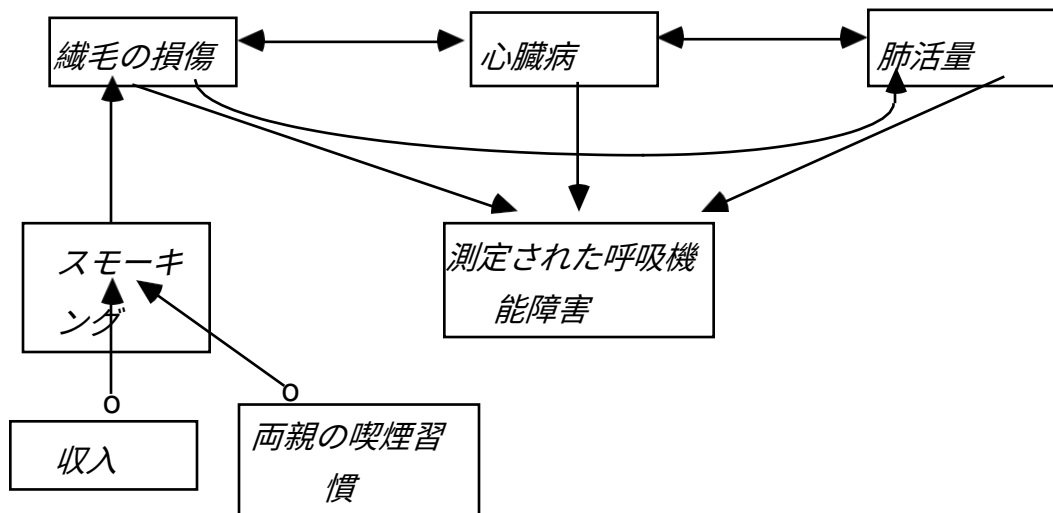 繊毛の損傷
心臓病
肺活量
スモーキ
ング
測定された呼吸機
能障害
o
o
収入
両親の喫煙習
慣